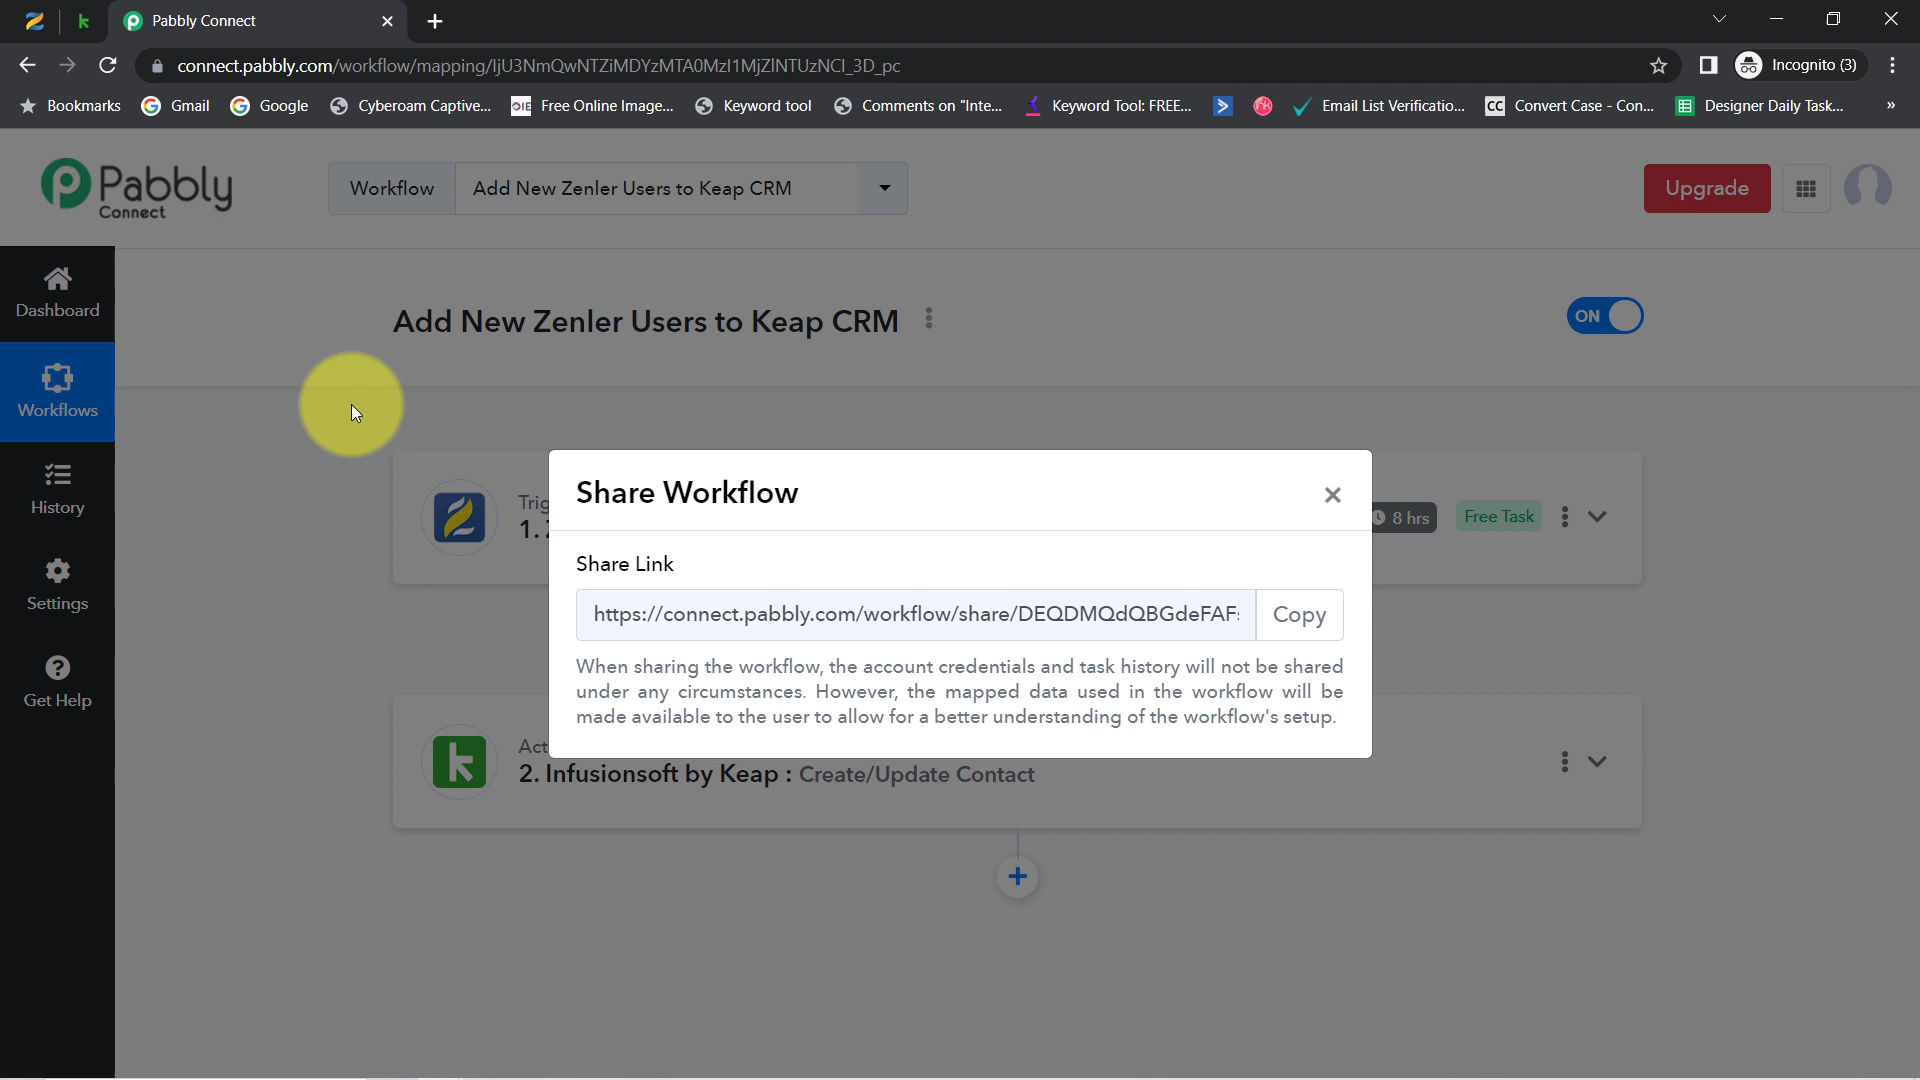 Pabbly Connect
connect.pabbly.com/workflow/mapping/
Incognito (3)
Bookmarks
Gmail
Google
Cyberoam Captive...
OIE
Free Online Image...
Keyword tool
Comments on "Inte...
Keyword Tool: FREE...
Email List Verificatio...
CC
Convert Case - Con...
Designer Daily Task...
»
Pabbly
Connect
Workflow
Add New Zenler Users to Keap CRM
Upgrade
Dashboard
Workflows
History
Settings
Get Help
Add New Zenler Users to Keap CRM
ON
Trig
1. Z
8 hrs
Free Task
Share Workflow
Share Link
https://connect.pabbly.com/workflow/share/DEQDMQdQBGdeFAF
Copy
When sharing the workflow, the account credentials and task history will not be shared
under any circumstances. However, the mapped data used in the workflow will be
made available to the user to allow for a better understanding of the workflow's setup.
Act
2. Infusionsoft by Keap : Create/Update Contact